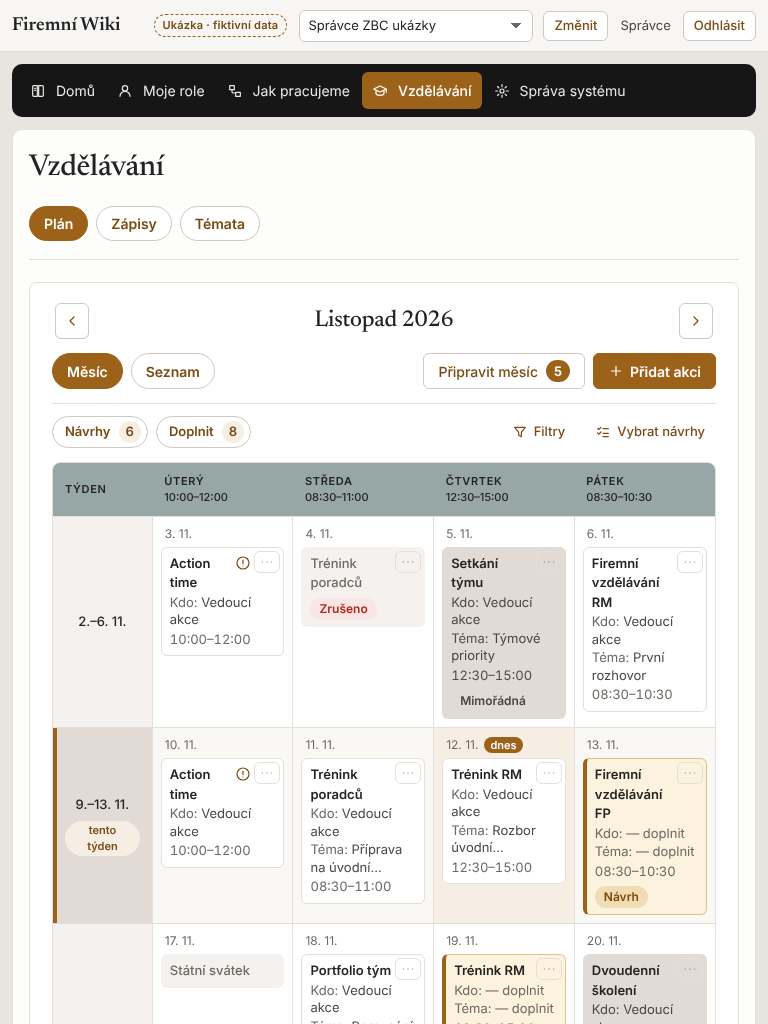 Firemní Wiki
Ukázka · fiktivní data
Správce ZBC ukázky
Změnit
Správce
Odhlásit
Domů
Moje role
Jak pracujeme
Vzdělávání
Správa systému
Vzdělávání
Plán
Zápisy
Témata
Listopad 2026
Měsíc
Seznam
Připravit měsíc 5
+ Přidat akci
Návrhy 6
Doplnit 8
Filtry
Vybrat návrhy
TÝDEN
ÚTERÝ
10:00–12:00
STŘEDA
08:30–11:00
ČTVRTEK
12:30–15:00
PÁTEK
08:30–10:30
2.–6. 11.
3. 11.
Action
time
Kdo: Vedoucí
akce
10:00–12:00
4. 11.
Trénink
poradců
Zrušeno
5. 11.
Setkání
týmu
Kdo: Vedoucí
akce
Téma: Týmové
priority
12:30–15:00
Mimořádná
6. 11.
Firemní
vzdělávání
RM
Kdo: Vedoucí
akce
Téma: První
rozhovor
08:30–10:30
9.–13. 11.
tento
týden
10. 11.
Action
time
Kdo: Vedoucí
akce
10:00–12:00
11. 11.
Trénink
poradců
Kdo: Vedoucí
akce
Téma: Příprava
na úvodní...
08:30–11:00
12. 11. dnes
Trénink RM
Kdo: Vedoucí
akce
Téma: Rozbor
úvodní...
12:30–15:00
13. 11.
Firemní
vzdělávání
FP
Kdo: — doplnit
Téma: — doplnit
08:30–10:30
Návrh
17. 11.
Státní svátek
18. 11.
Portfolio tým
Kdo: Vedoucí
akce
19. 11.
Trénink RM
Kdo: — doplnit
Téma: — doplnit
20. 11.
Dvoudenní
školení
Kdo: Vedoucí